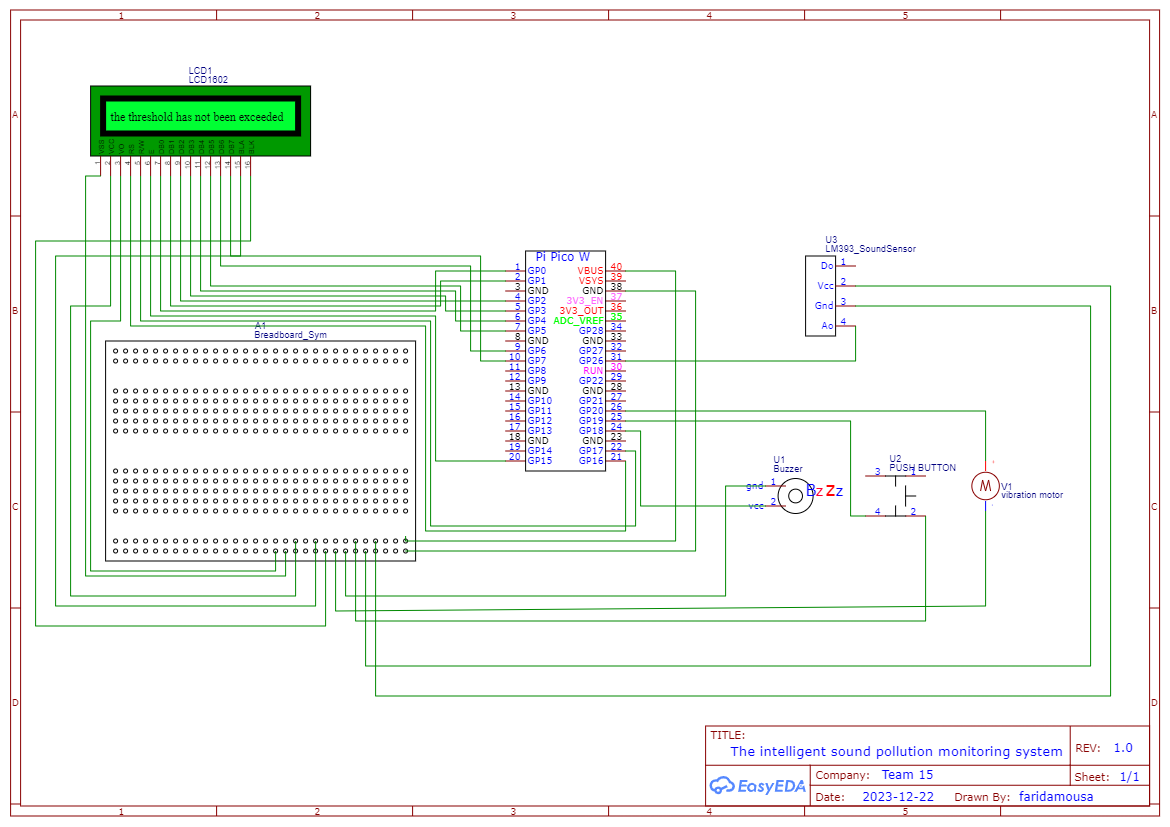 1 2 3 4 5
A A
B B
C C
D D
1 2 3 4 5
LCD1
LCD1602
the threshold has not been exceeded
VSS VCC VO RS R/W E DB0 DB1 DB2 DB3 DB4 DB5 DB6 DB7 BLA BLK
1 2 3 4 5 6 7 8 9 10 11 12 13 14 15 16
A1
Breadboard_Sym
Pi Pico W
1 GP0 VBUS 40
2 GP1 VSYS 39
3 GND GND 38
4 GP2 3V3_EN 37
5 GP3 3V3_OUT 36
6 GP4 ADC_VREF 35
7 GP5 GP28 34
8 GND GND 33
9 GP6 GP27 32
10 GP7 GP26 31
11 GP8 RUN 30
12 GP9 GP22 29
13 GND GND 28
14 GP10 GP21 27
15 GP11 GP20 26
16 GP12 GP19 25
17 GP13 GP18 24
18 GND GND 23
19 GP14 GP17 22
20 GP15 GP16 21
U3
LM393_SoundSensor
Do 1
Vcc 2
Gnd 3
Ao 4
U1
Buzzer
gnd 1
vcc 2
BzZz
U2
PUSH BUTTON
3 1
4 2
M
V1
vibration motor
+
-
TITLE:
The intelligent sound pollution monitoring system
REV: 1.0
EasyEDA
Company: Team 15
Sheet: 1/1
Date: 2023-12-22 Drawn By: faridamousa